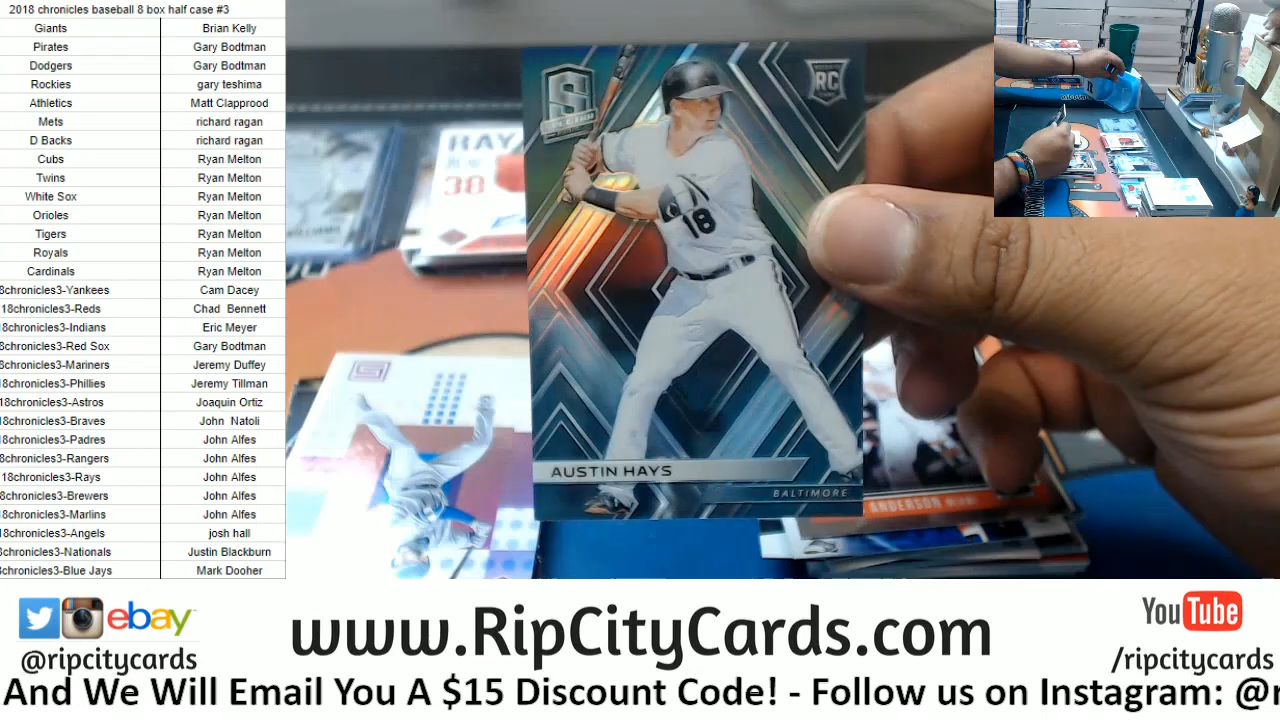 2018 chronicles baseball 8 box half case #3
Giants Brian Kelly
Pirates Gary Bodtman
Dodgers Gary Bodtman
Rockies gary teshima
Athletics Matt Clapprood
Mets richard ragan
D Backs richard ragan
Cubs Ryan Melton
Twins Ryan Melton
White Sox Ryan Melton
Orioles Ryan Melton
Tigers Ryan Melton
Royals Ryan Melton
Cardinals Ryan Melton
8chronicles3-Yankees Cam Dacey
18chronicles3-Reds Chad Bennett
8chronicles3-Indians Eric Meyer
8chronicles3-Red Sox Gary Bodtman
8chronicles3-Mariners Jeremy Duffey
8chronicles3-Phillies Jeremy Tillman
18chronicles3-Astros Joaquin Ortiz
8chronicles3-Braves John Natoli
8chronicles3-Padres John Alfes
8chronicles3-Rangers John Alfes
18chronicles3-Rays John Alfes
8chronicles3-Brewers John Alfes
8chronicles3-Marlins John Alfes
18chronicles3-Angels josh hall
8chronicles3-Nationals Justin Blackburn
8chronicles3-Blue Jays Mark Dooher
S
RC
RAY
30
18
AUSTIN HAYS
BALTIMORE
ANDERSON
ebay
@ripcitycards
www.RipCityCards.com
YouTube
/ripcitycards
And We Will Email You A $15 Discount Code! - Follow us on Instagram: @r